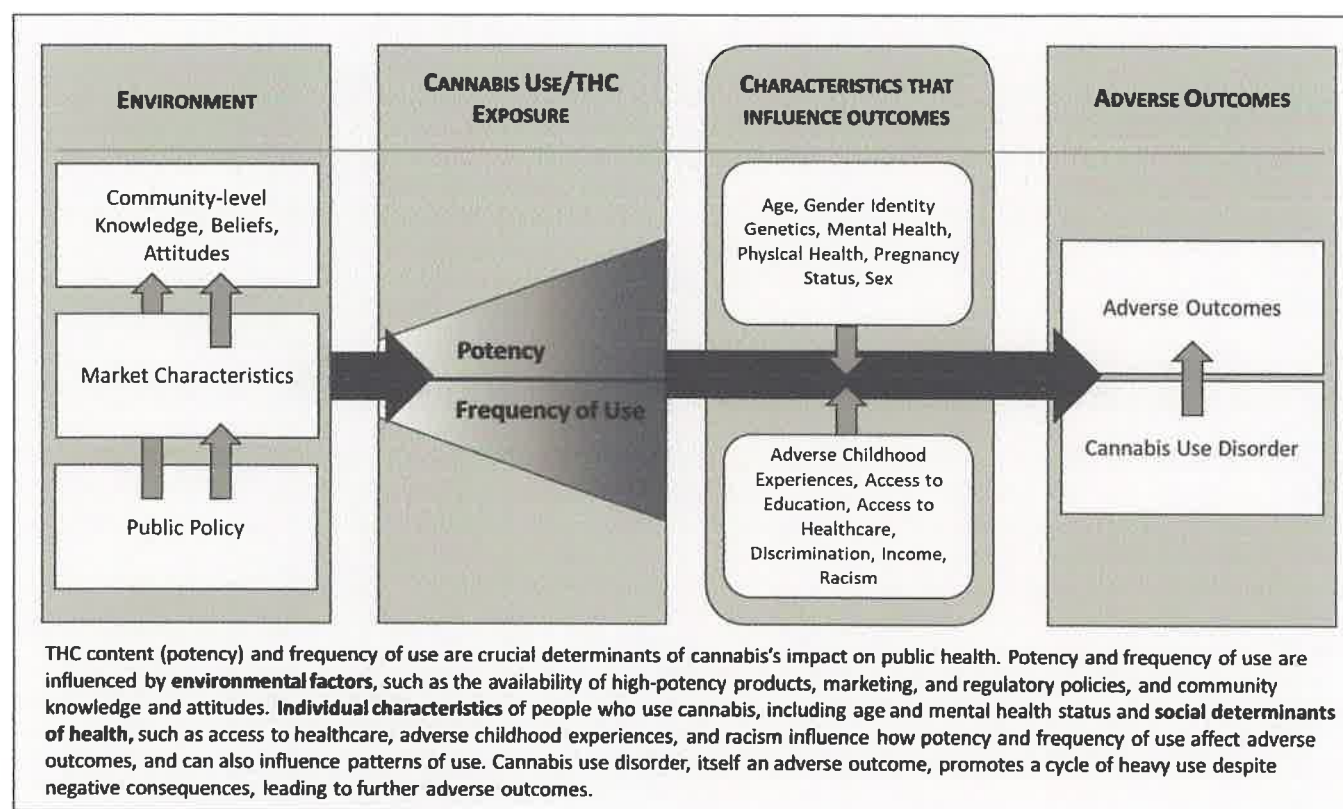 ENVIRONMENT
Community-level
Knowledge, Beliefs,
Attitudes
Market Characteristics
Public Policy
CANNABIS USE/THC
EXPOSURE
Potency
Frequency of Use
CHARACTERISTICS THAT
INFLUENCE OUTCOMES
Age, Gender Identity
Genetics, Mental Health,
Physical Health, Pregnancy
Status, Sex
Adverse Childhood
Experiences, Access to
Education, Access to
Healthcare,
Discrimination, Income,
Racism
ADVERSE OUTCOMES
Adverse Outcomes
Cannabis Use Disorder
THC content (potency) and frequency of use are crucial determinants of cannabis's impact on public health. Potency and frequency of use are
influenced by environmental factors, such as the availability of high-potency products, marketing, and regulatory policies, and community
knowledge and attitudes. Individual characteristics of people who use cannabis, including age and mental health status and social determinants
of health, such as access to healthcare, adverse childhood experiences, and racism influence how potency and frequency of use affect adverse
outcomes, and can also influence patterns of use. Cannabis use disorder, itself an adverse outcome, promotes a cycle of heavy use despite
negative consequences, leading to further adverse outcomes.